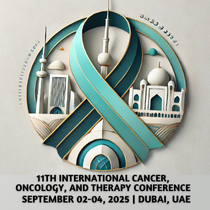 11TH INTERNATIONAL CANCER,
ONCOLOGY, AND THERAPY CONFERENCE
SEPTEMBER 02-04, 2025 | DUBAI, UAE